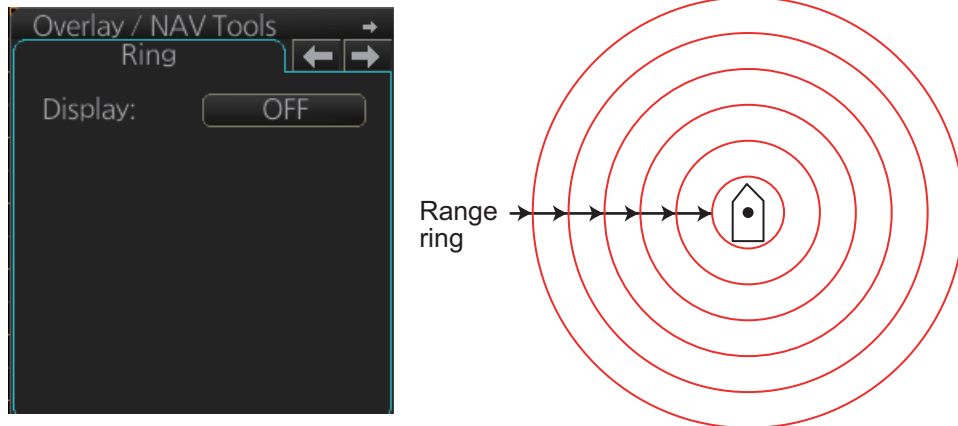 Overlay / NAV Tools
Ring
Display:
OFF
Range
ring